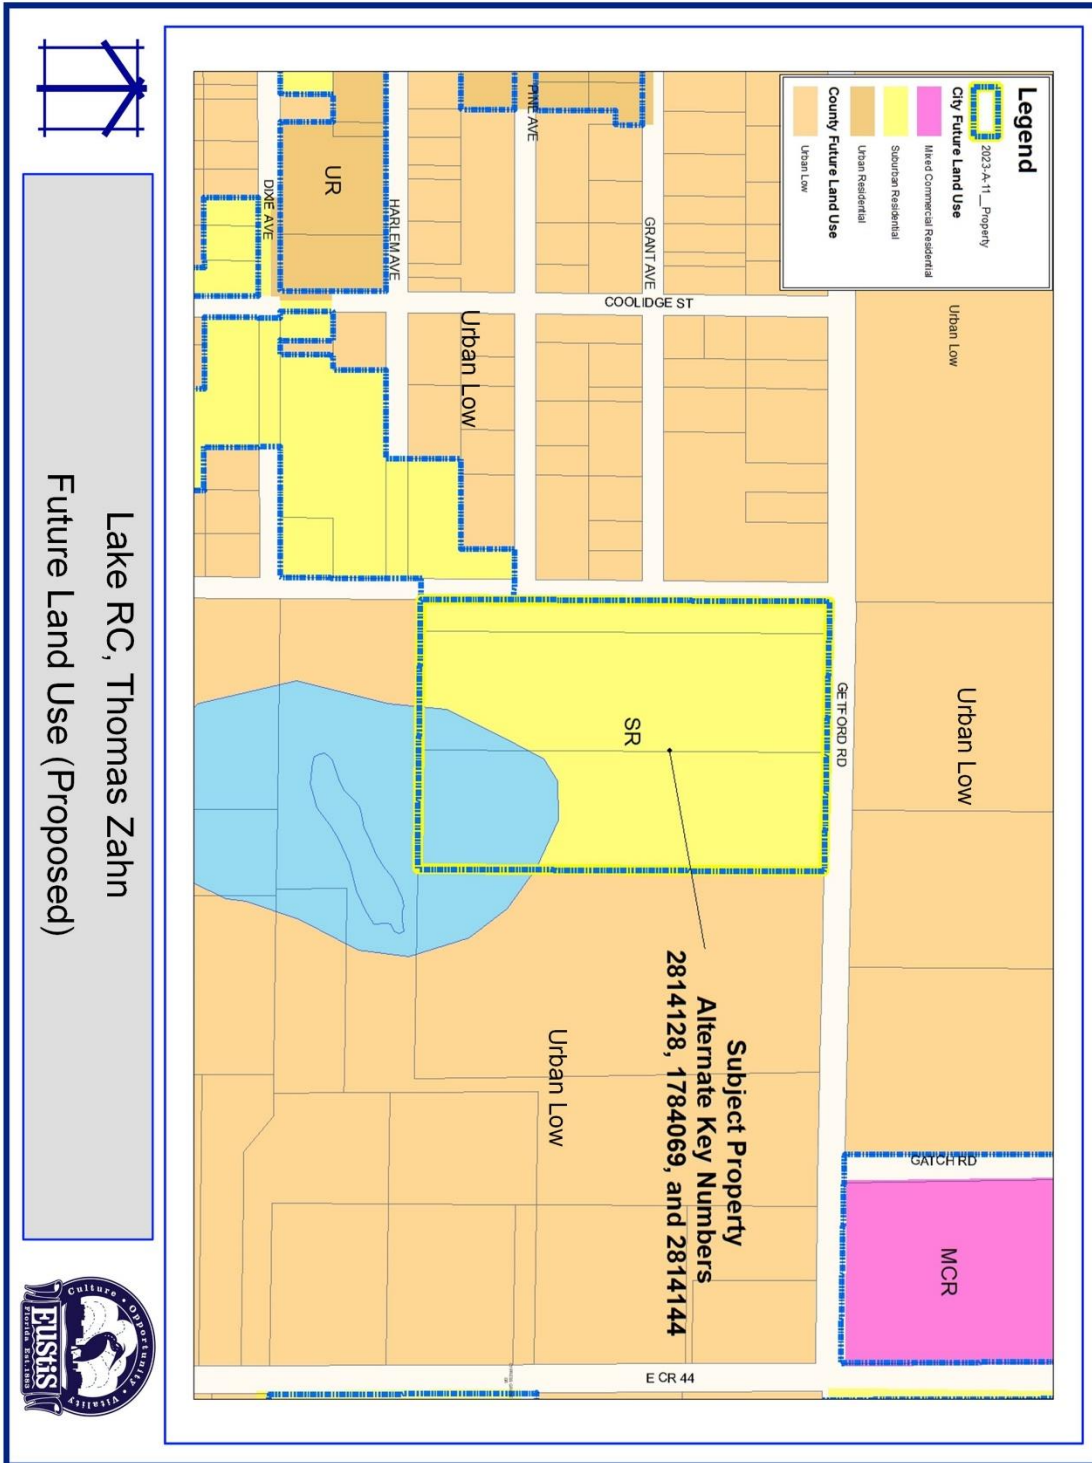 Legend
2023-A-11__Property
City Future Land Use
Mixed Commercial Residential
Suburban Residential
Urban Residential
County Future Land Use
Urban Low
Urban Low
Urban Low
MCR
GATCH RD
GETFORD RD
GRANT AVE
COOLIDGE ST
PINE AVE
HARLEM AVE
DIXIE AVE
UR
Urban Low
SR
Urban Low
E CR 44
Subject Property
Alternate Key Numbers
2814128, 1784069, and 2814144
Lake RC, Thomas Zahn
Future Land Use (Proposed)
Culture • Opportunity • Vitality
EUSTIS
Florida Est. 1883